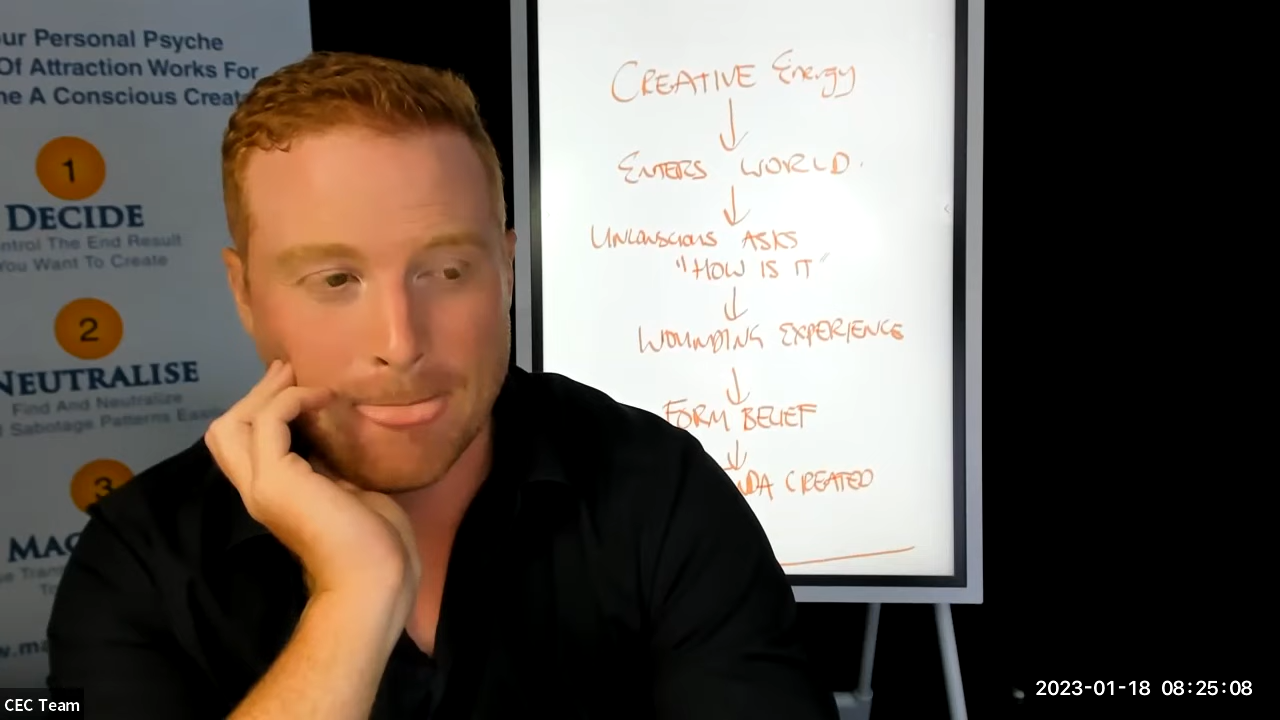 ur Personal Psyche
Of Attraction Works For
e A Conscious Creat
1
DECIDE
ntrol The End Result
You Want To Create
2
NEUTRALISE
Find And Neutralize
Sabotage Patterns
3
CREATIVE Energy
ENTERS WORLD.
UNCONSCIOUS ASKS
"HOW IS IT"
WOUNDING EXPERIENCE
FORM BELIEF
NDA CREATED
CEC Team
2023-01-18 08:25:08